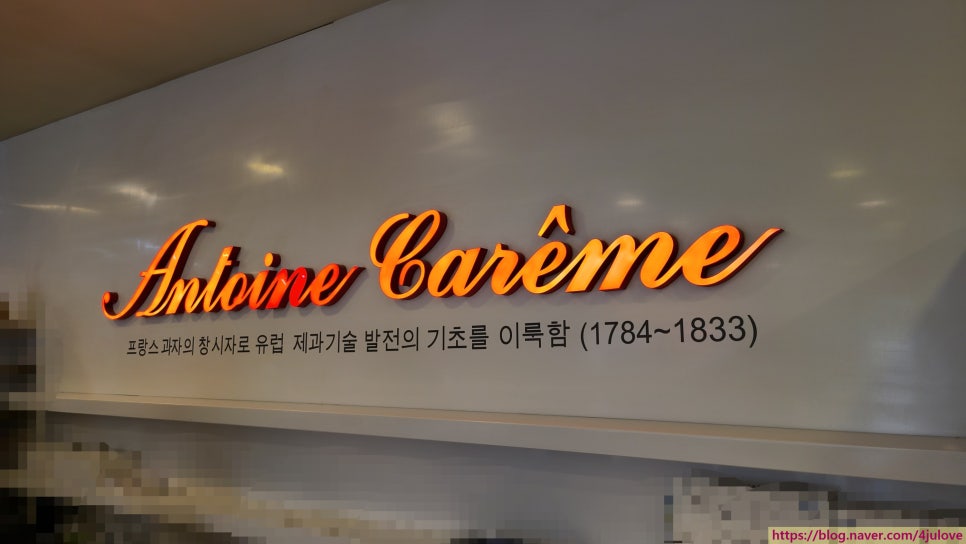 Antoine Carême
프랑스 과자의 창시자로 유럽 제과기술 발전의 기초를 이룩함 (1784~1833)
https://blog.naver.com/4julove